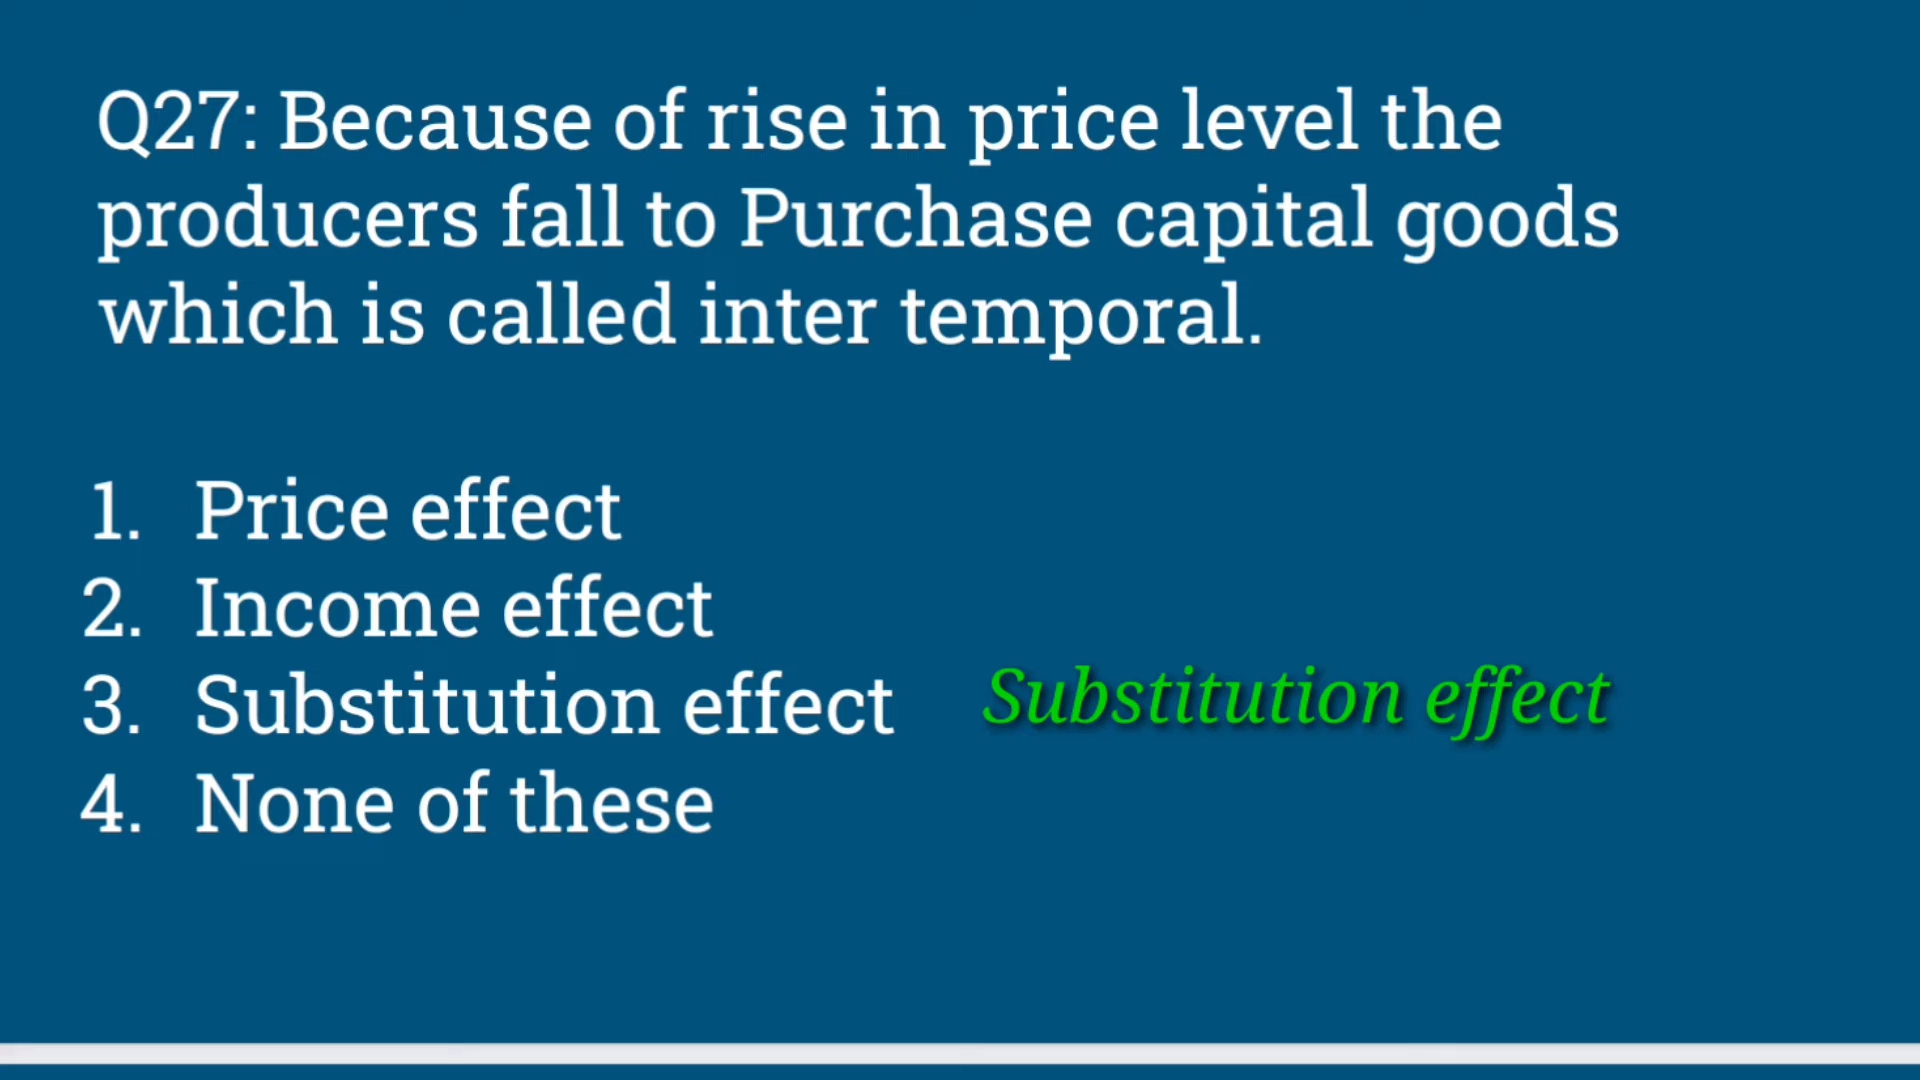 Q27: Because of rise in price level the
producers fall to Purchase capital goods
which is called inter temporal.
1. Price effect
2. Income effect
3. Substitution effect
Substitution effect
4. None of these